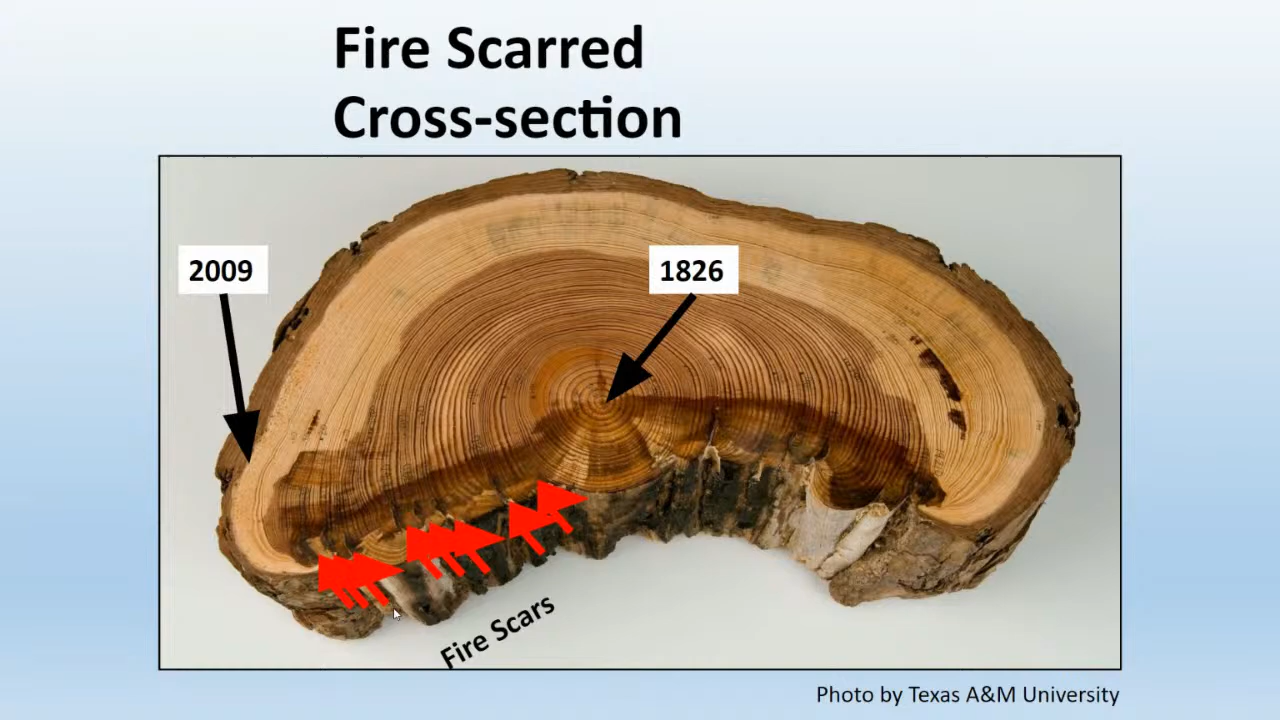 Fire Scarred
Cross-section
2009
1826
Fire Scars
Photo by Texas A&M University